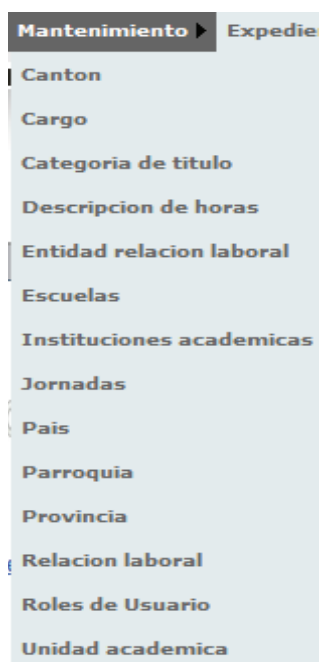 Mantenimiento Expedie
Canton
Cargo
Categoria de titulo
Descripcion de horas
Entidad relacion laboral
Escuelas
Instituciones academicas
Jornadas
Pais
Parroquia
Provincia
Relacion laboral
Roles de Usuario
Unidad academica